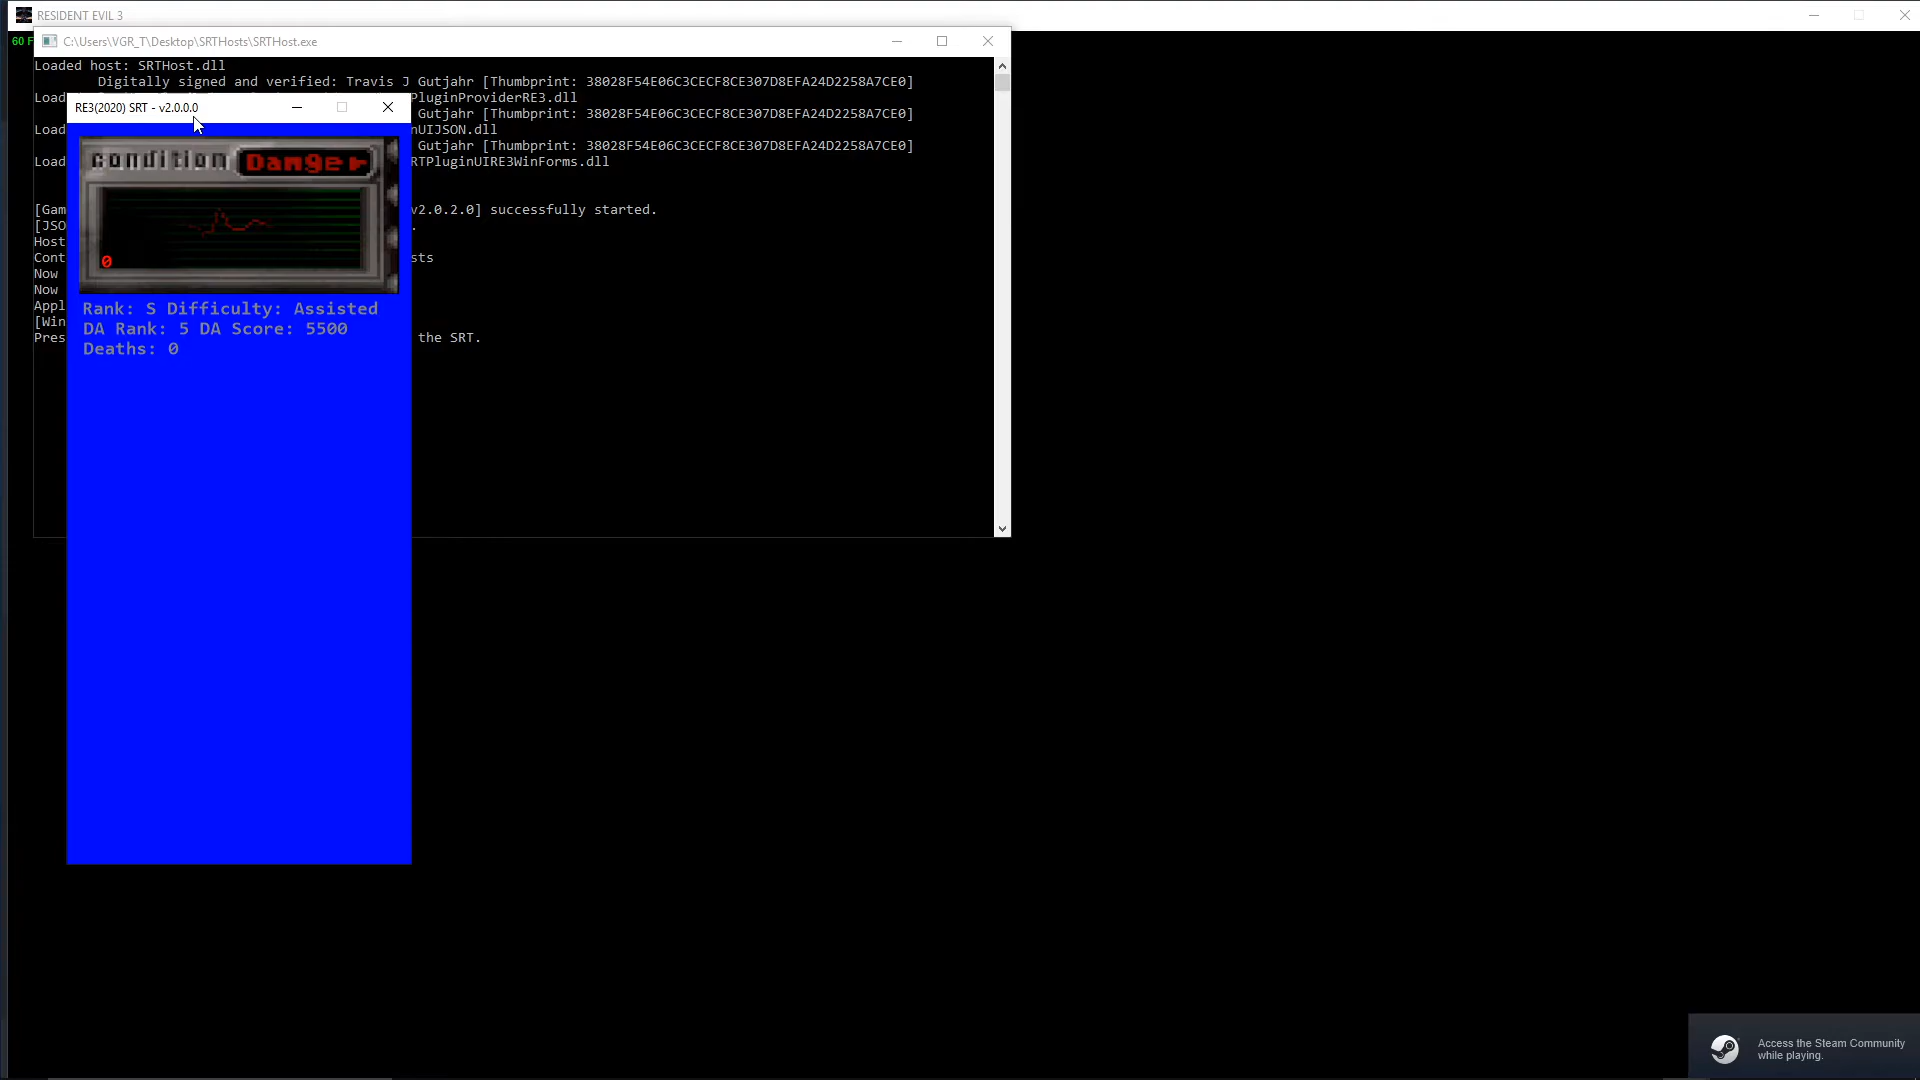 RESIDENT EVIL 3
60 F
C:\Users\VGR_T\Desktop\SRTHosts\SRTHost.exe
Loaded host: SRTHost.dll
Digitally signed and verified: Travis J Gutjahr [Thumbprint: 38028F54E06C3CECF8CE307D8EFA24D2258A7CE0]
Load
PluginProviderRE3.dll
Gutjahr [Thumbprint: 38028F54E06C3CECF8CE307D8EFA24D2258A7CE0]
Load
nUIJSON.dll
Gutjahr [Thumbprint: 38028F54E06C3CECF8CE307D8EFA24D2258A7CE0]
Load
RTPluginUIRE3WinForms.dll
[Gam
v2.0.2.0] successfully started.
[JSO
.
Host
Cont
sts
Now
Now
Appl
[Win
Pres
the SRT.
RE3(2020) SRT - v2.0.0.0
condition Danger
0
Rank: S Difficulty: Assisted
DA Rank: 5 DA Score: 5500
Deaths: 0
Access the Steam Community
while playing.